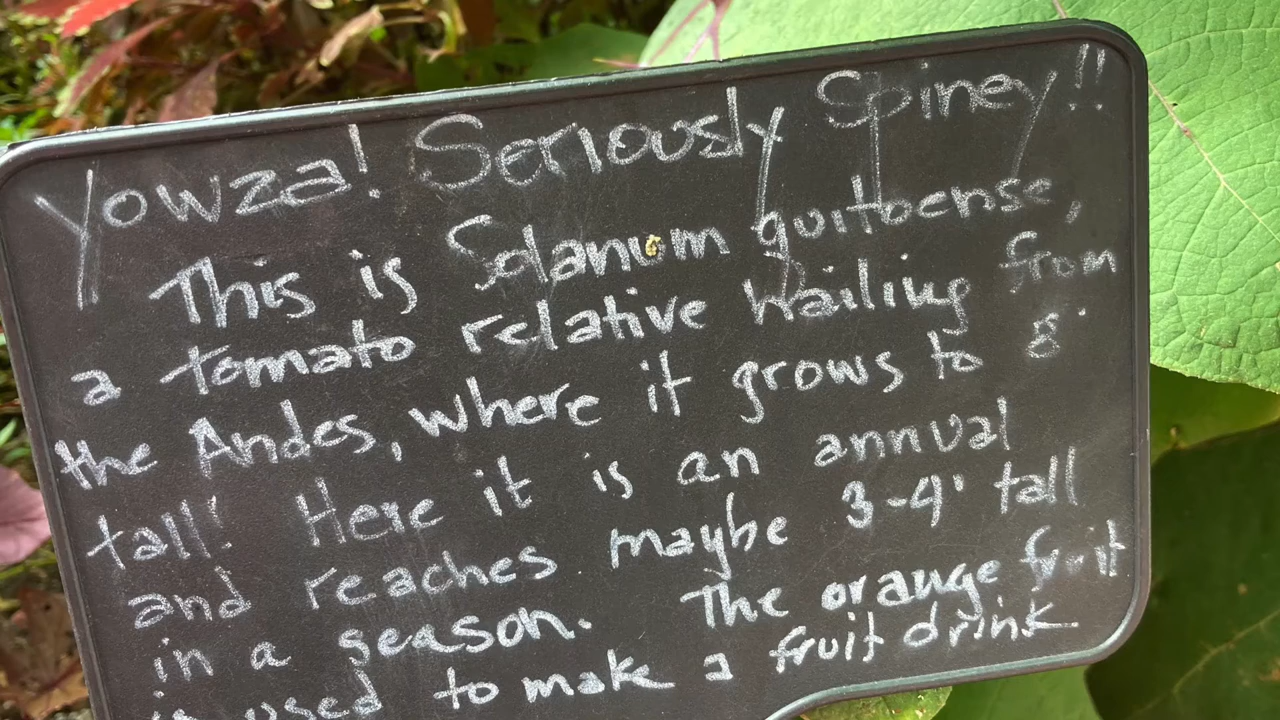 Yowza! Seriously Spiney!!
This is Solanum quitoense,
a tomato relative hailing from
the Andes, where it grows to 8'
tall! Here it is an annual
and reaches maybe 3-4' tall
in a season. The orange fruit
is used to make a fruit drink